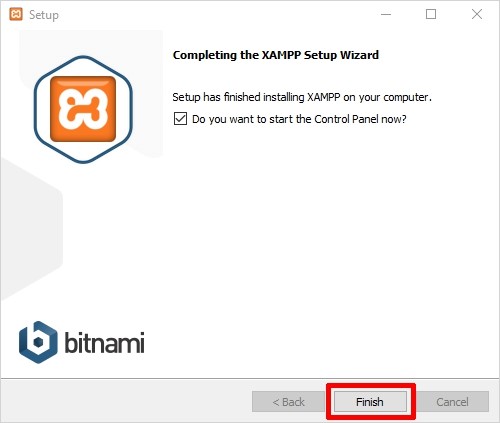 Setup
Completing the XAMPP Setup Wizard
Setup has finished installing XAMPP on your computer.
Do you want to start the Control Panel now?
bitnami
< Back Finish Cancel